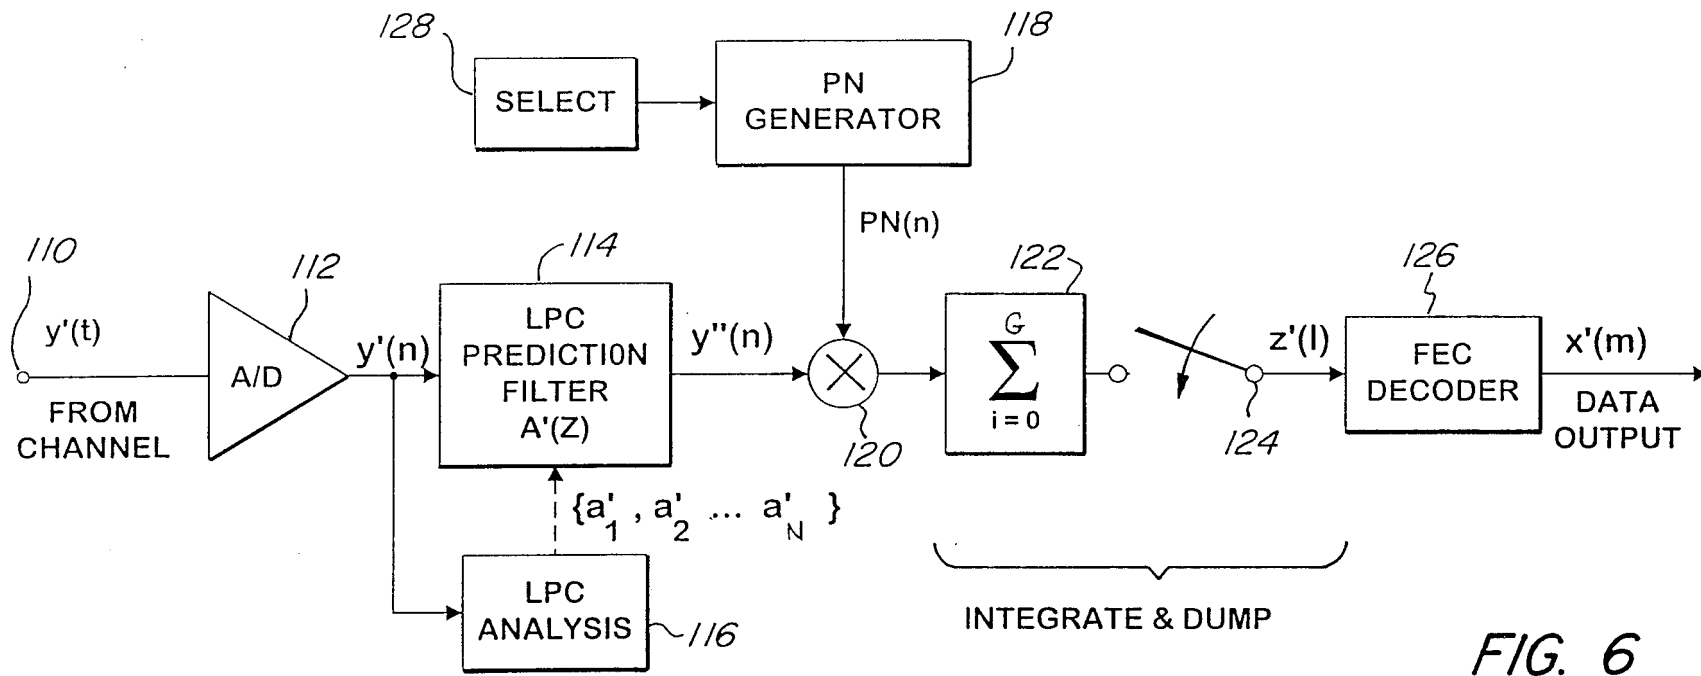 128
SELECT
118
PN
GENERATOR
PN(n)
110
y'(t)
FROM
CHANNEL
112
A/D
y'(n)
114
LPC
PREDICTION
FILTER
A'(Z)
y''(n)
120
122
G
∑
i = 0
124
z'(l)
126
FEC
DECODER
x'(m)
DATA
OUTPUT
{a'1 , a'2 ... a'N }
LPC
ANALYSIS
116
INTEGRATE & DUMP
FIG. 6